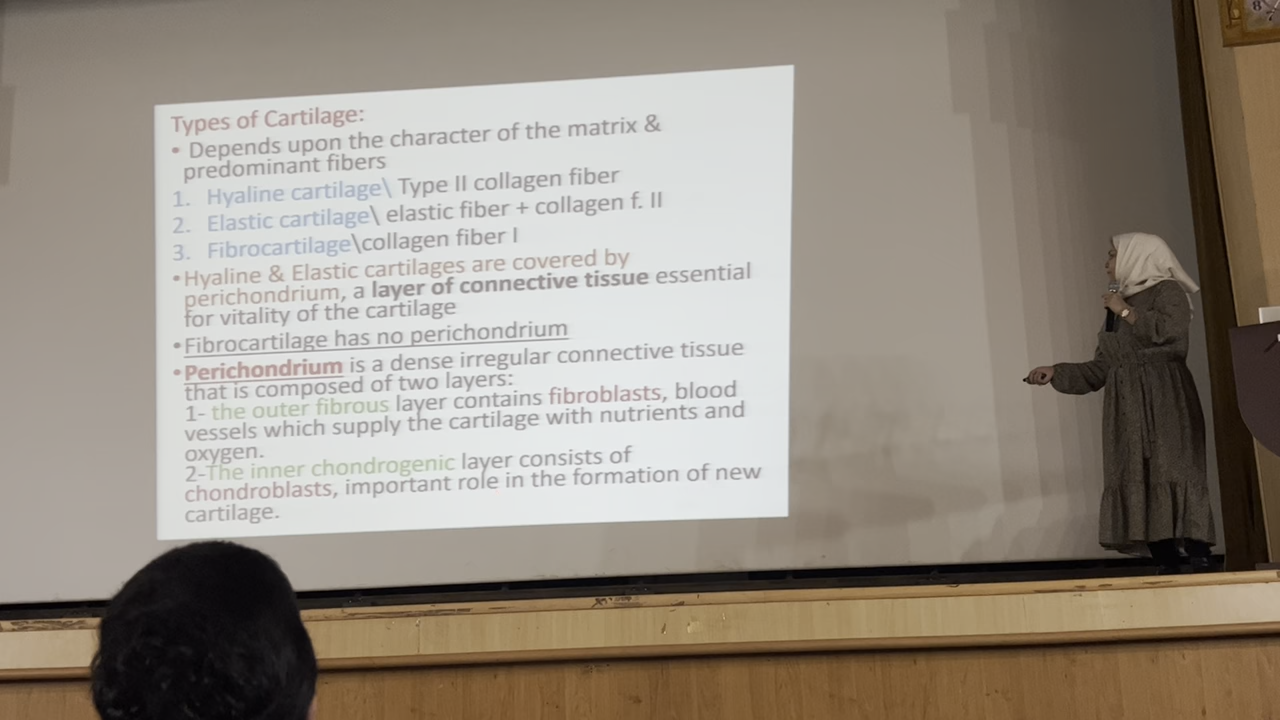 Types of Cartilage:
• Depends upon the character of the matrix &
predominant fibers
1. Hyaline cartilage\ Type II collagen fiber
2. Elastic cartilage\ elastic fiber + collagen f. II
3. Fibrocartilage\collagen fiber I
•Hyaline & Elastic cartilages are covered by
perichondrium, a layer of connective tissue essential
for vitality of the cartilage
•Fibrocartilage has no perichondrium
•Perichondrium is a dense irregular connective tissue
that is composed of two layers:
1- the outer fibrous layer contains fibroblasts, blood
vessels which supply the cartilage with nutrients and
oxygen.
2-The inner chondrogenic layer consists of
chondroblasts, important role in the formation of new
cartilage.
8